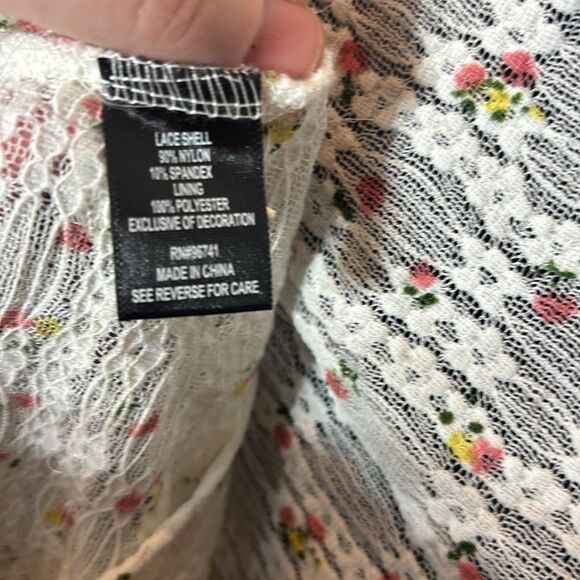 LACE SHELL
90% NYLON
10% SPANDEX
LINING
100% POLYESTER
EXCLUSIVE OF DECORATION
RN#96741
MADE IN CHINA
SEE REVERSE FOR CARE